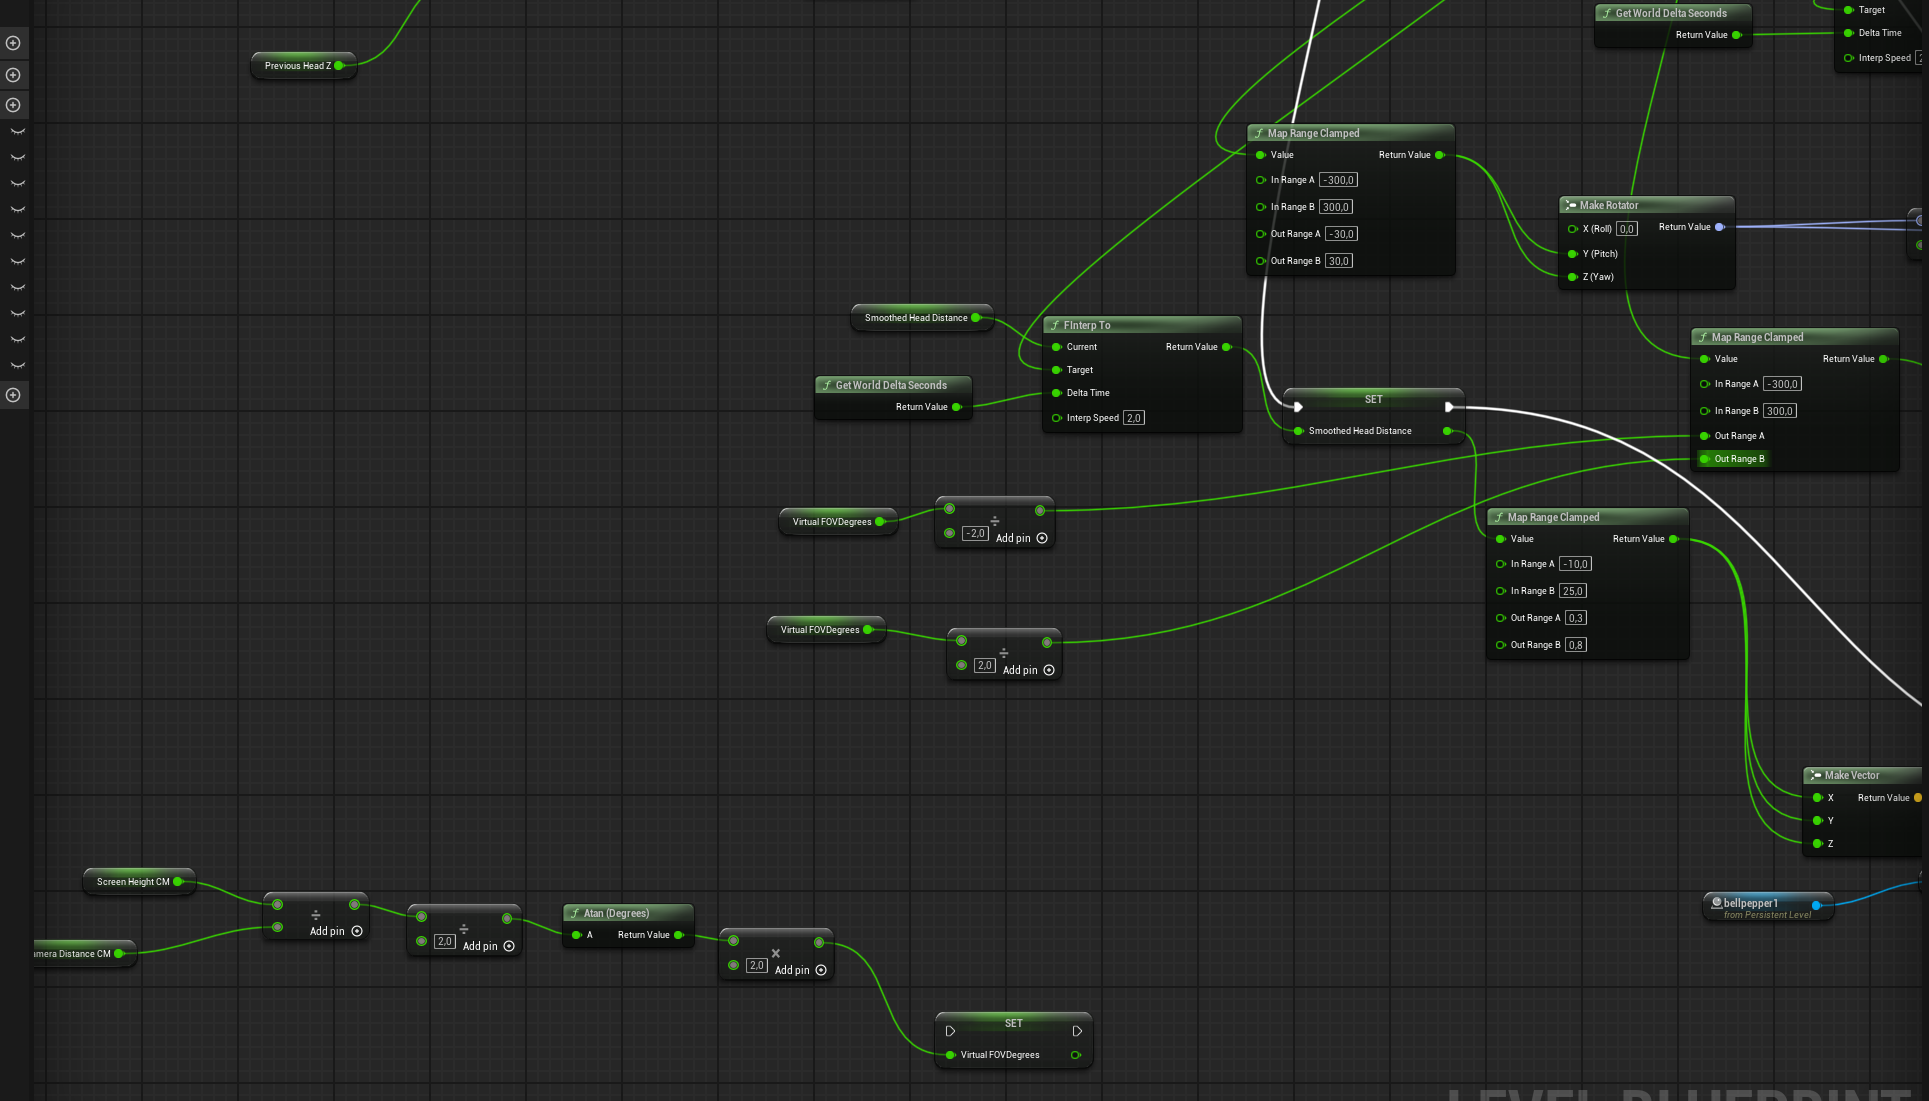 Get World Delta Seconds
Return Value
Target
Delta Time
Interp Speed
Previous Head Z
Map Range Clamped
Value
Return Value
In Range A -300,0
In Range B 300,0
Out Range A -30,0
Out Range B 30,0
Make Rotator
X (Roll) 0,0
Return Value
Y (Pitch)
Z (Yaw)
Smoothed Head Distance
FInterp To
Current
Return Value
Target
Delta Time
Interp Speed 2,0
Get World Delta Seconds
Return Value
SET
Smoothed Head Distance
Map Range Clamped
Value
Return Value
In Range A -300,0
In Range B 300,0
Out Range A
Out Range B
Virtual FOVDegrees
÷
-2,0
Add pin
Map Range Clamped
Value
Return Value
In Range A -10,0
In Range B 25,0
Out Range A 0,3
Out Range B 0,8
Virtual FOVDegrees
÷
2,0
Add pin
Make Vector
X
Return Value
Y
Z
Screen Height CM
÷
Add pin
amera Distance CM
÷
2,0
Add pin
Atan (Degrees)
A
Return Value
×
2,0
Add pin
bellpepper1
from Persistent Level
SET
Virtual FOVDegrees
LEVEL BLUEPRINT